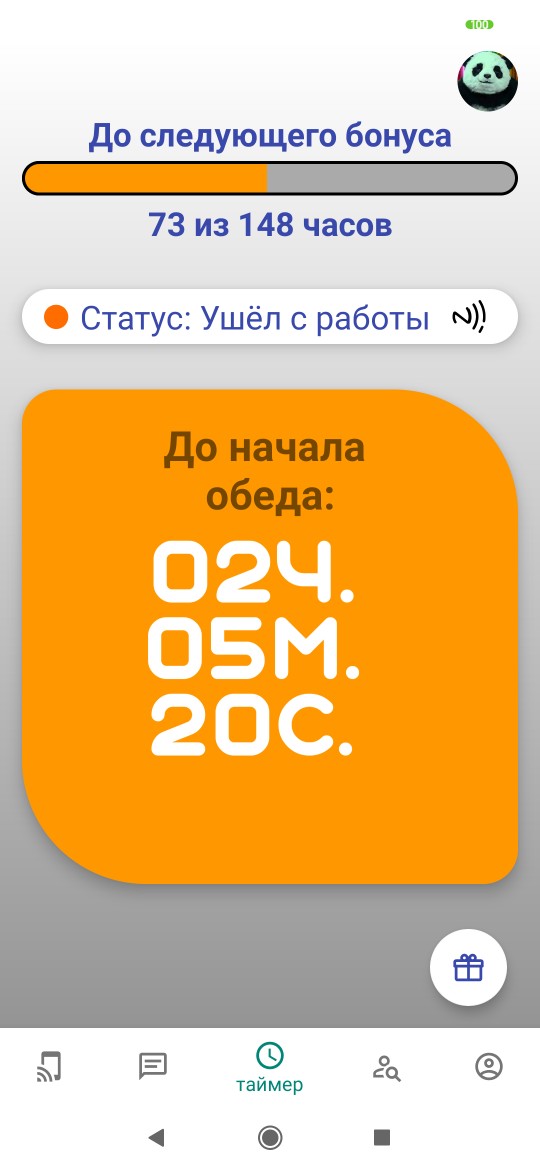 100
До следующего бонуса
73 из 148 часов
Статус: Ушёл с работы
До начала
обеда:
02Ч.
05М.
20С.
таймер